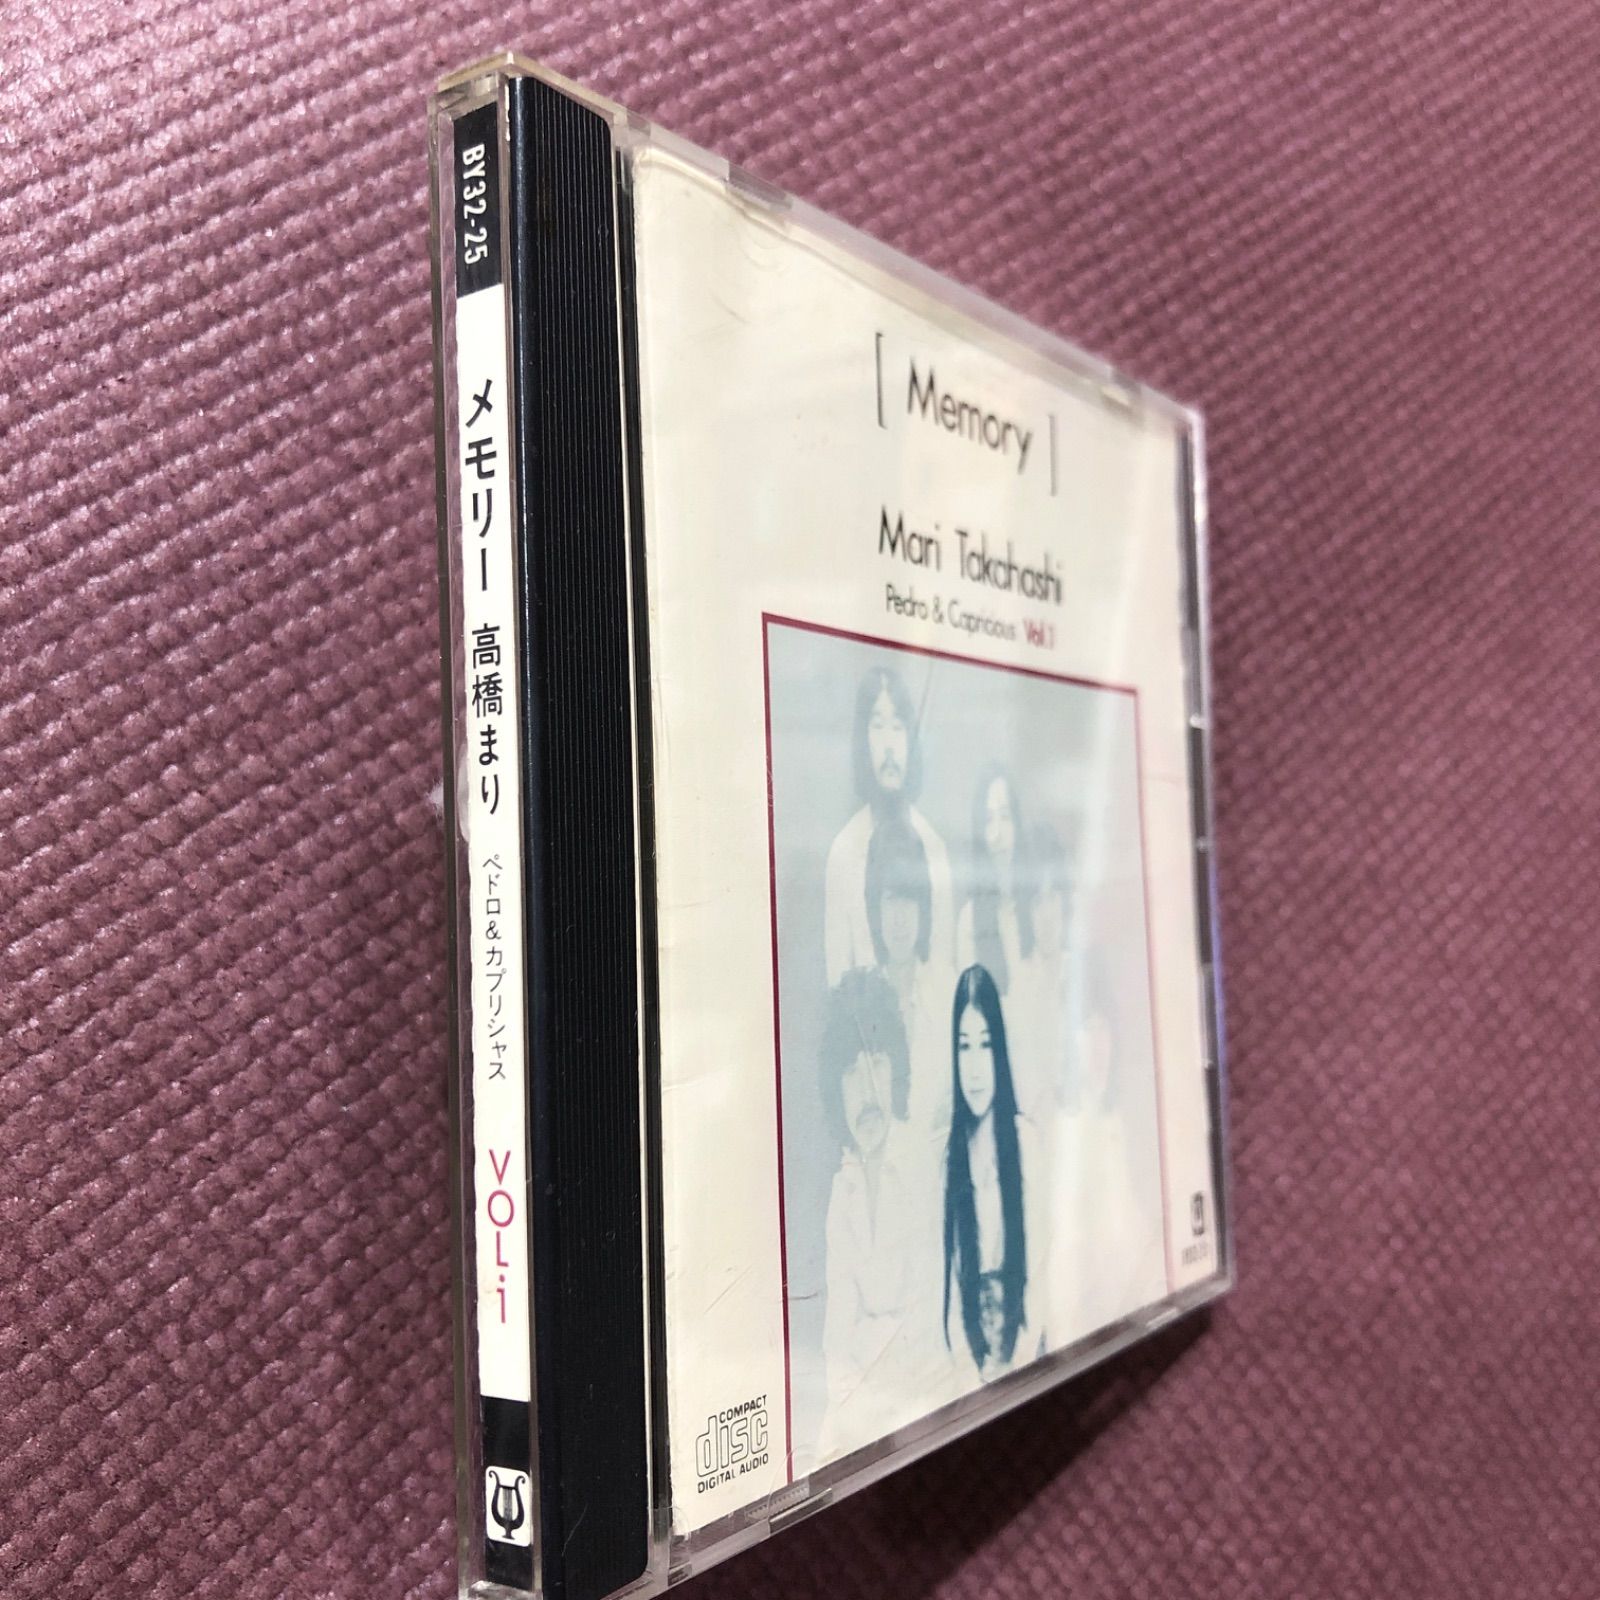 BY32-25
メモリー 高橋まり ペドロ&カプリシャス VOL.1
[ Memory ]
Mari Takahashi
Pedro & Capricious Vol.1
COMPACT
disc
DIGITAL AUDIO